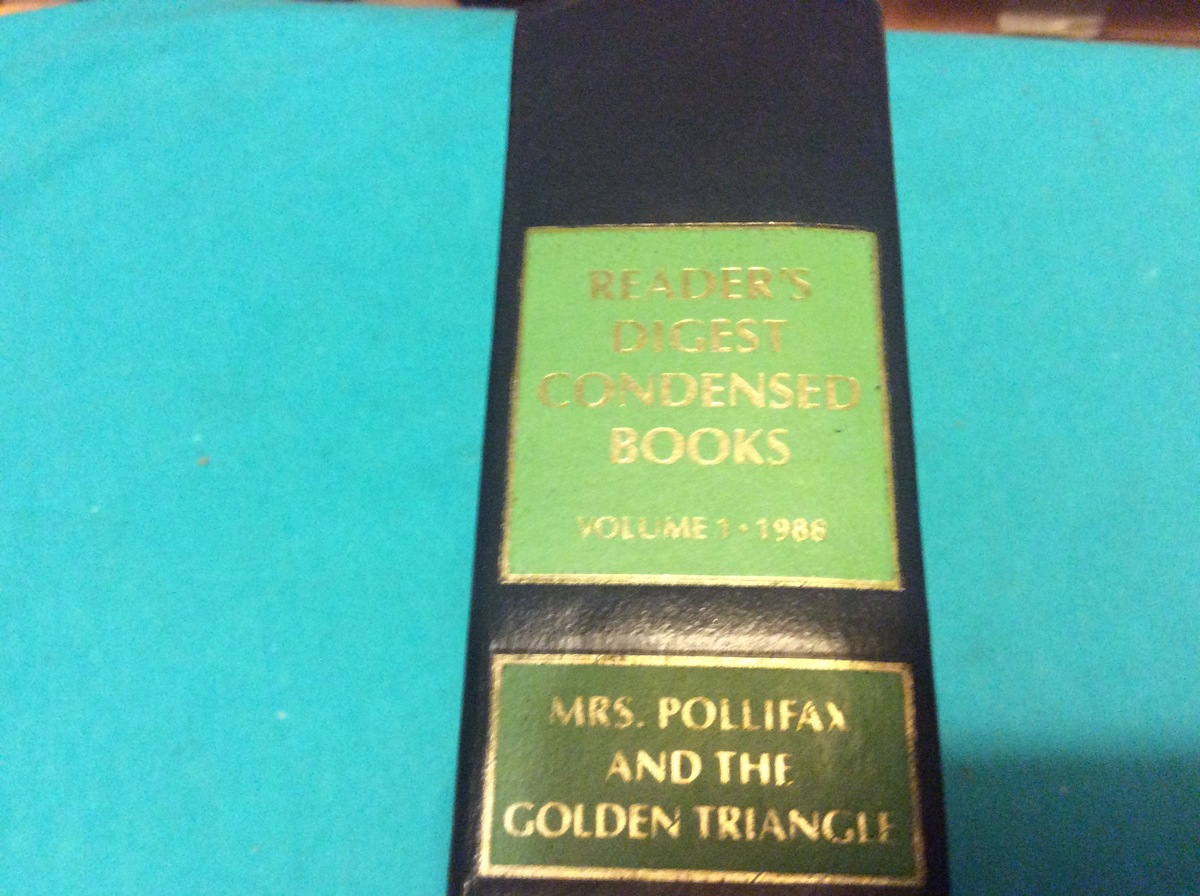 READER'S
DIGEST
CONDENSED
BOOKS
VOLUME 1 • 1988
MRS. POLLIFAX
AND THE
GOLDEN TRIANGLE